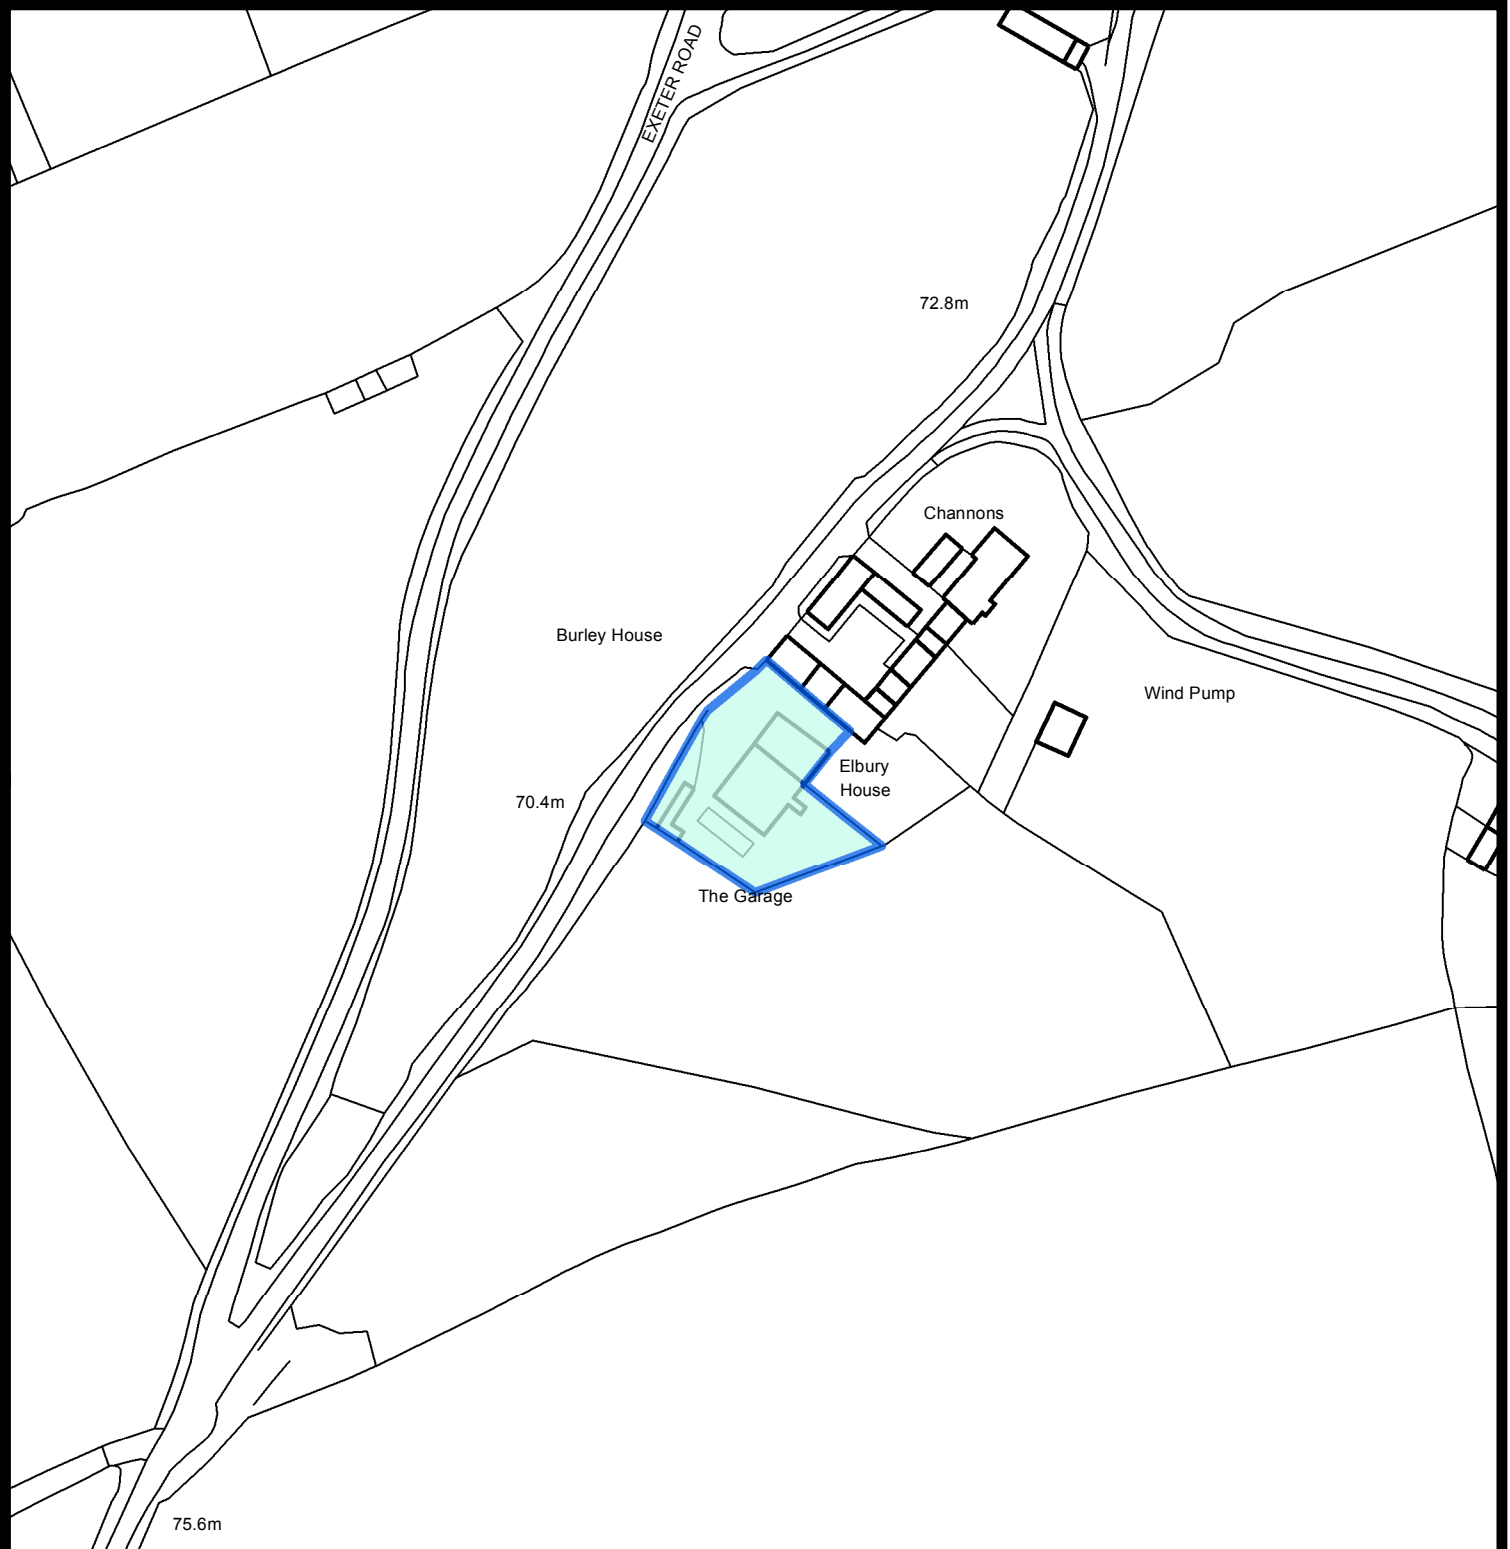 EXETER ROAD
72.8m
Channons
Burley House
Wind Pump
Elbury
House
70.4m
The Garage
75.6m